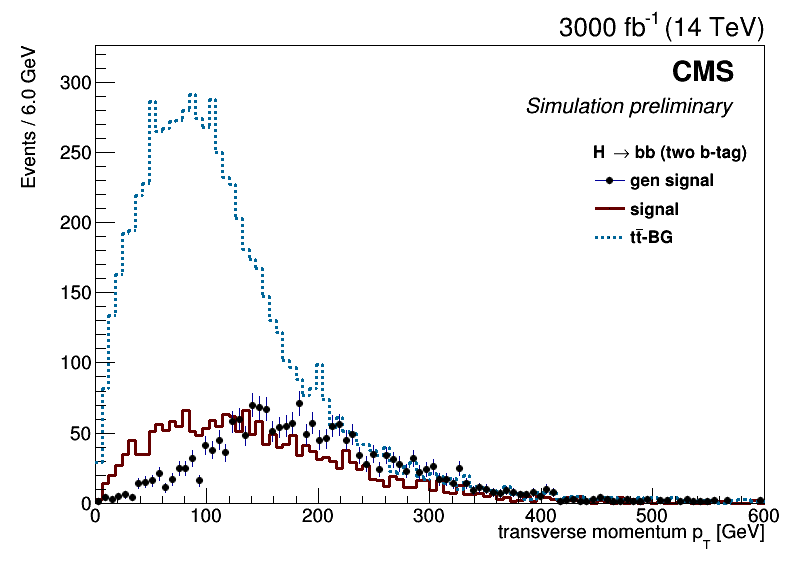 3000 fb-1 (14 TeV)
CMS
Simulation preliminary
H → bb (two b-tag)
gen signal
signal
tt̄-BG
Events / 6.0 GeV
300
250
200
150
100
50
0
0 100 200 300 400 500 600
transverse momentum pT [GeV]